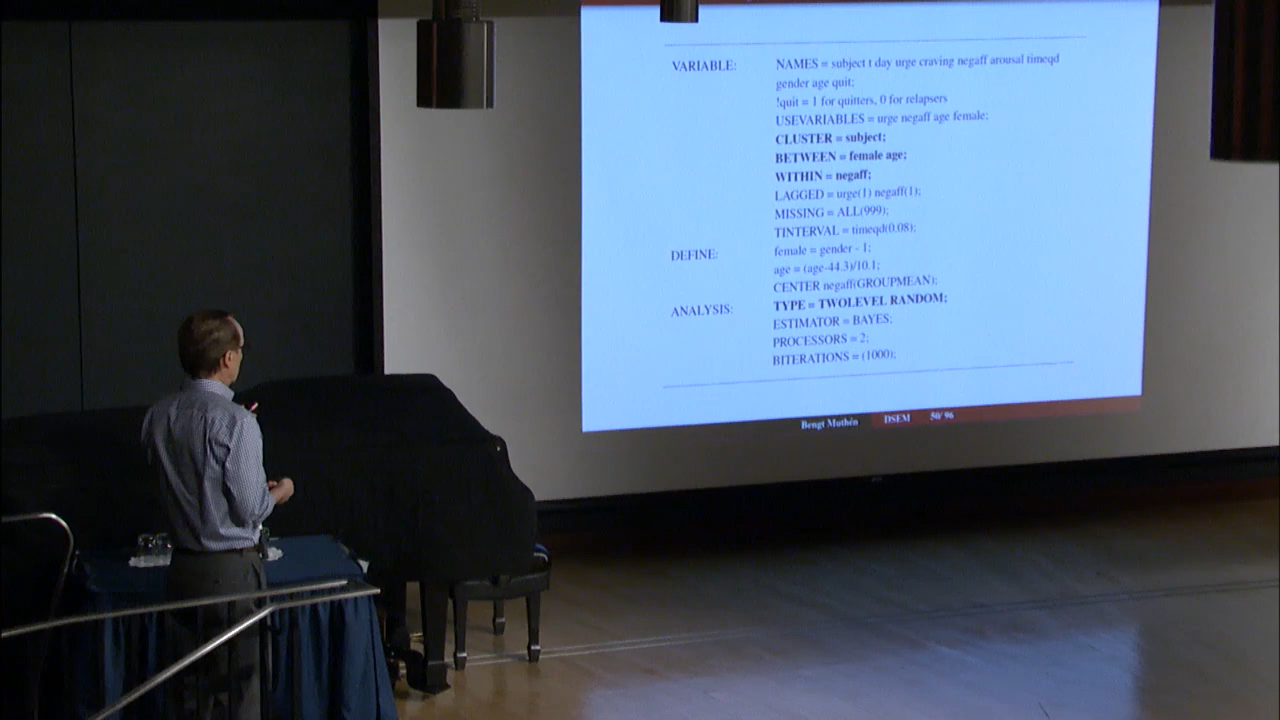 VARIABLE: NAMES = subject t day urge craving negaff arousal timeqd
gender age quit;
!quit = 1 for quitters, 0 for relapsers
USEVARIABLES = urge negaff age female;
CLUSTER = subject;
BETWEEN = female age;
WITHIN = negaff;
LAGGED = urge(1) negaff(1);
MISSING = ALL(999);
TINTERVAL = timeqd(0.08);
DEFINE: female = gender - 1;
age = (age-44.3)/10.1;
CENTER negaff(GROUPMEAN);
ANALYSIS: TYPE = TWOLEVEL RANDOM;
ESTIMATOR = BAYES;
PROCESSORS = 2;
BITERATIONS = (1000);
Bengt Muthén DSEM 50/ 96